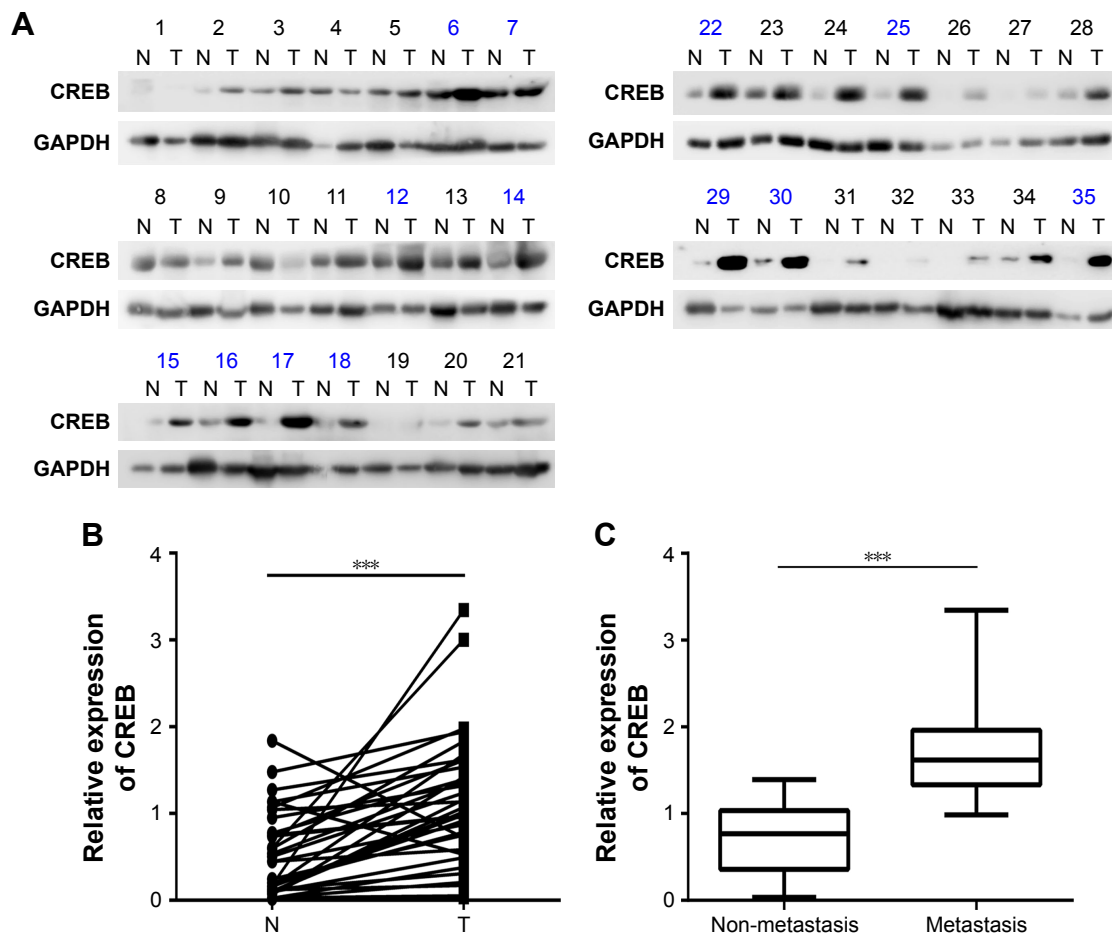 A
1 2 3 4 5 6 7
N T N T N T N T N T N T N T
CREB
GAPDH
8 9 10 11 12 13 14
N T N T N T N T N T N T N T
CREB
GAPDH
15 16 17 18 19 20 21
N T N T N T N T N T N T N T
CREB
GAPDH
22 23 24 25 26 27 28
N T N T N T N T N T N T N T
CREB
GAPDH
29 30 31 32 33 34 35
N T N T N T N T N T N T N T
CREB
GAPDH
B
Relative expression
of CREB
4
3
2
1
0
***
N T
C
Relative expression
of CREB
4
3
2
1
0
***
Non-metastasis Metastasis